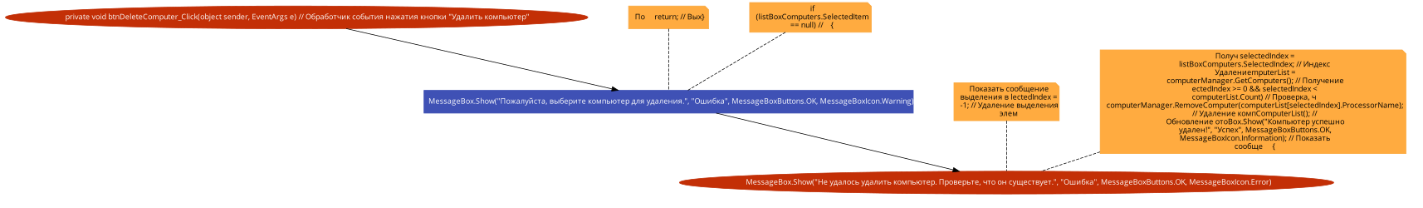 private void btnDeleteComputer_Click(object sender, EventArgs e) // Обработчик события нажатия кнопки "Удалить компьютер"
По return; // Вых}
if
(listBoxComputers.SelectedItem
== null) // {
MessageBox.Show("Пожалуйста, выберите компьютер для удаления.", "Ошибка", MessageBoxButtons.OK, MessageBoxIcon.Warning)
Показать сообщение
выделения в lectedIndex =
-1; // Удаление выделения
элем
Получ selectedIndex =
listBoxComputers.SelectedIndex; // Индекс
УдалениеmputerList =
computerManager.GetComputers(); // Получение
ectedIndex >= 0 && selectedIndex <
computerList.Count) // Проверка, ч
computerManager.RemoveComputer(computerList[selectedIndex].ProcessorName);
// Удаление компComputerList(); //
Обновление отоBox.Show("Компьютер успешно
удален!", "Успех", MessageBoxButtons.OK,
MessageBoxIcon.Information); // Показать
сообще {
MessageBox.Show("Не удалось удалить компьютер. Проверьте, что он существует.", "Ошибка", MessageBoxButtons.OK, MessageBoxIcon.Error)